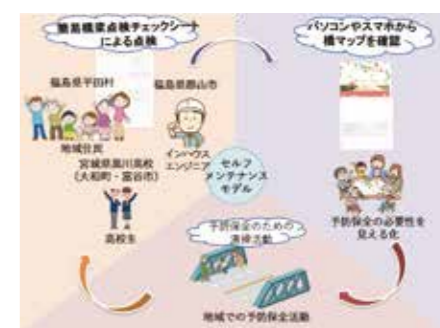 簡易橋梁点検チェックシート
による点検
パソコンやスマホから
橋マップを確認
福島県平田村
福島県郡山市
地域住民
インハウス
エンジニア
宮城県黒川高校
(大和町・富谷市)
高校生
セルフ
メンテナンス
モデル
予防保全の必要性を
見える化
予防保全のための
清掃活動
地域での予防保全活動